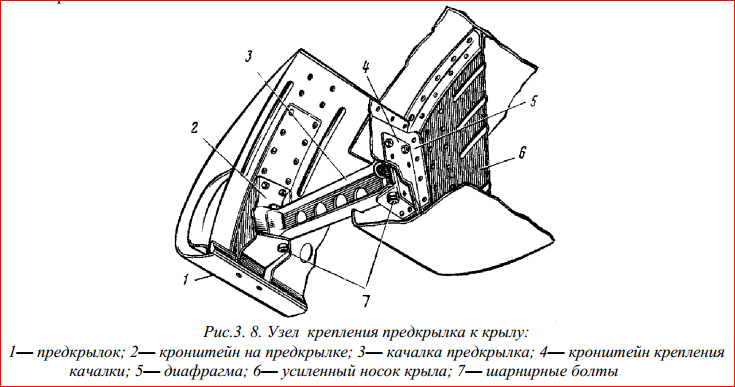 3
4
5
2
6
1
7
Рис.3. 8. Узел крепления предкрылка к крылу:
1— предкрылок; 2— кронштейн на предкрылке; 3— качалка предкрылка; 4— кронштейн крепления
качалки; 5— диафрагма; 6— усиленный носок крыла; 7— шарнирные болты